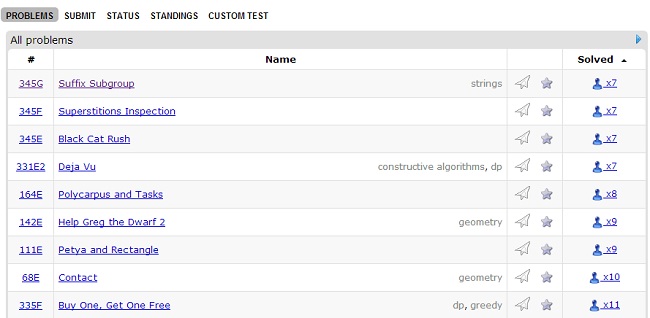 PROBLEMS SUBMIT STATUS STANDINGS CUSTOM TEST
All problems
# Name Solved
345G Suffix Subgroup strings x7
345F Superstitions Inspection x7
345E Black Cat Rush x7
331E2 Deja Vu constructive algorithms, dp x7
164E Polycarpus and Tasks x8
142E Help Greg the Dwarf 2 geometry x9
111E Petya and Rectangle x9
68E Contact geometry x10
335F Buy One, Get One Free dp, greedy x11